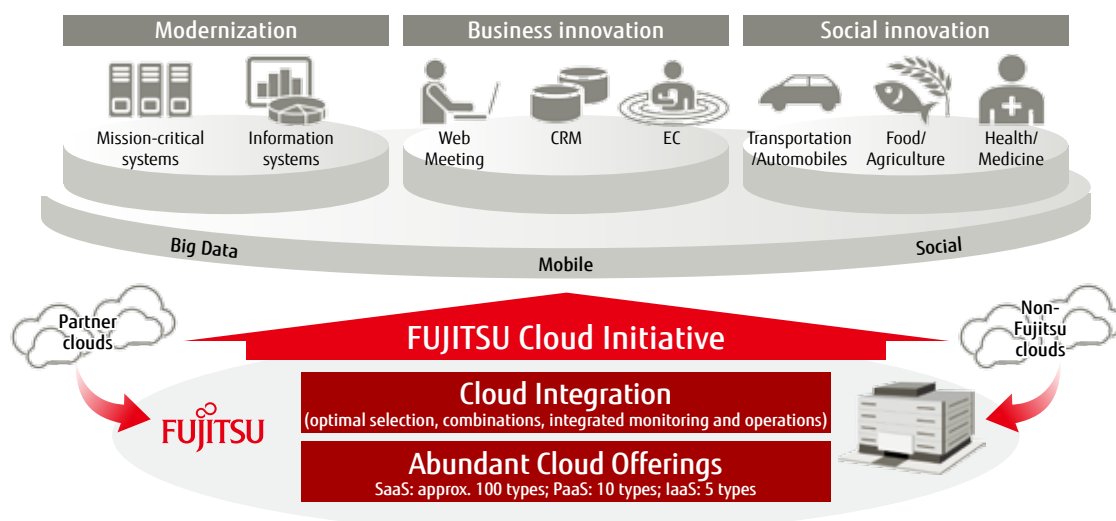 Modernization
Business innovation
Social innovation
Mission-critical
systems
Information
systems
Web
Meeting
CRM
EC
Transportation
/Automobiles
Food/
Agriculture
Health/
Medicine
Big Data
Mobile
Social
Partner
clouds
Non-
Fujitsu
clouds
FUJITSU Cloud Initiative
FUJITSU
Cloud Integration
(optimal selection, combinations, integrated monitoring and operations)
Abundant Cloud Offerings
SaaS: approx. 100 types; PaaS: 10 types; IaaS: 5 types